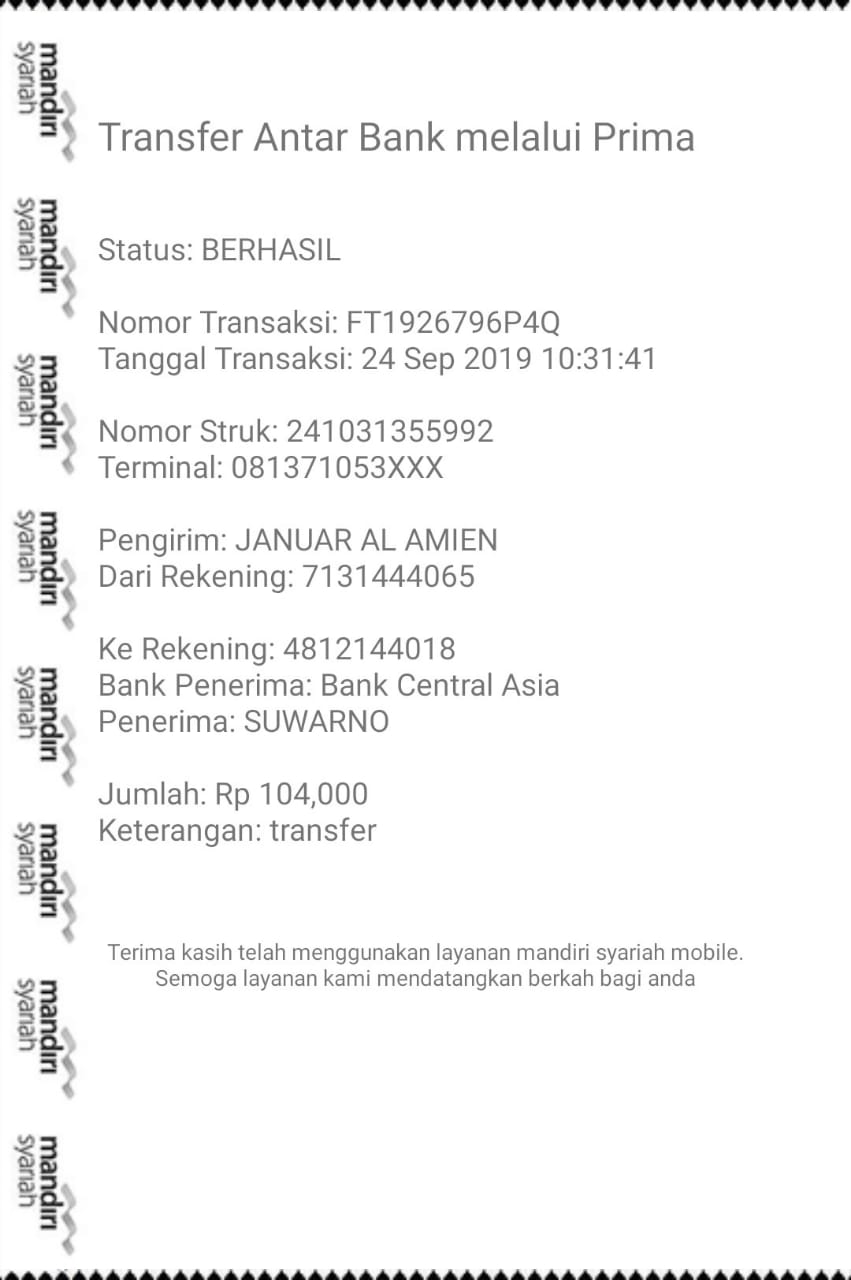 Transfer Antar Bank melalui Prima
Status: BERHASIL
Nomor Transaksi: FT1926796P4Q
Tanggal Transaksi: 24 Sep 2019 10:31:41
Nomor Struk: 241031355992
Terminal: 081371053XXX
Pengirim: JANUAR AL AMIEN
Dari Rekening: 7131444065
Ke Rekening: 4812144018
Bank Penerima: Bank Central Asia
Penerima: SUWARNO
Jumlah: Rp 104,000
Keterangan: transfer
Terima kasih telah menggunakan layanan mandiri syariah mobile.
Semoga layanan kami mendatangkan berkah bagi anda
mandiri
syariah
mandiri
syariah
mandiri
syariah
mandiri
syariah
mandiri
syariah
mandiri
syariah
mandiri
syariah
mandiri
syariah